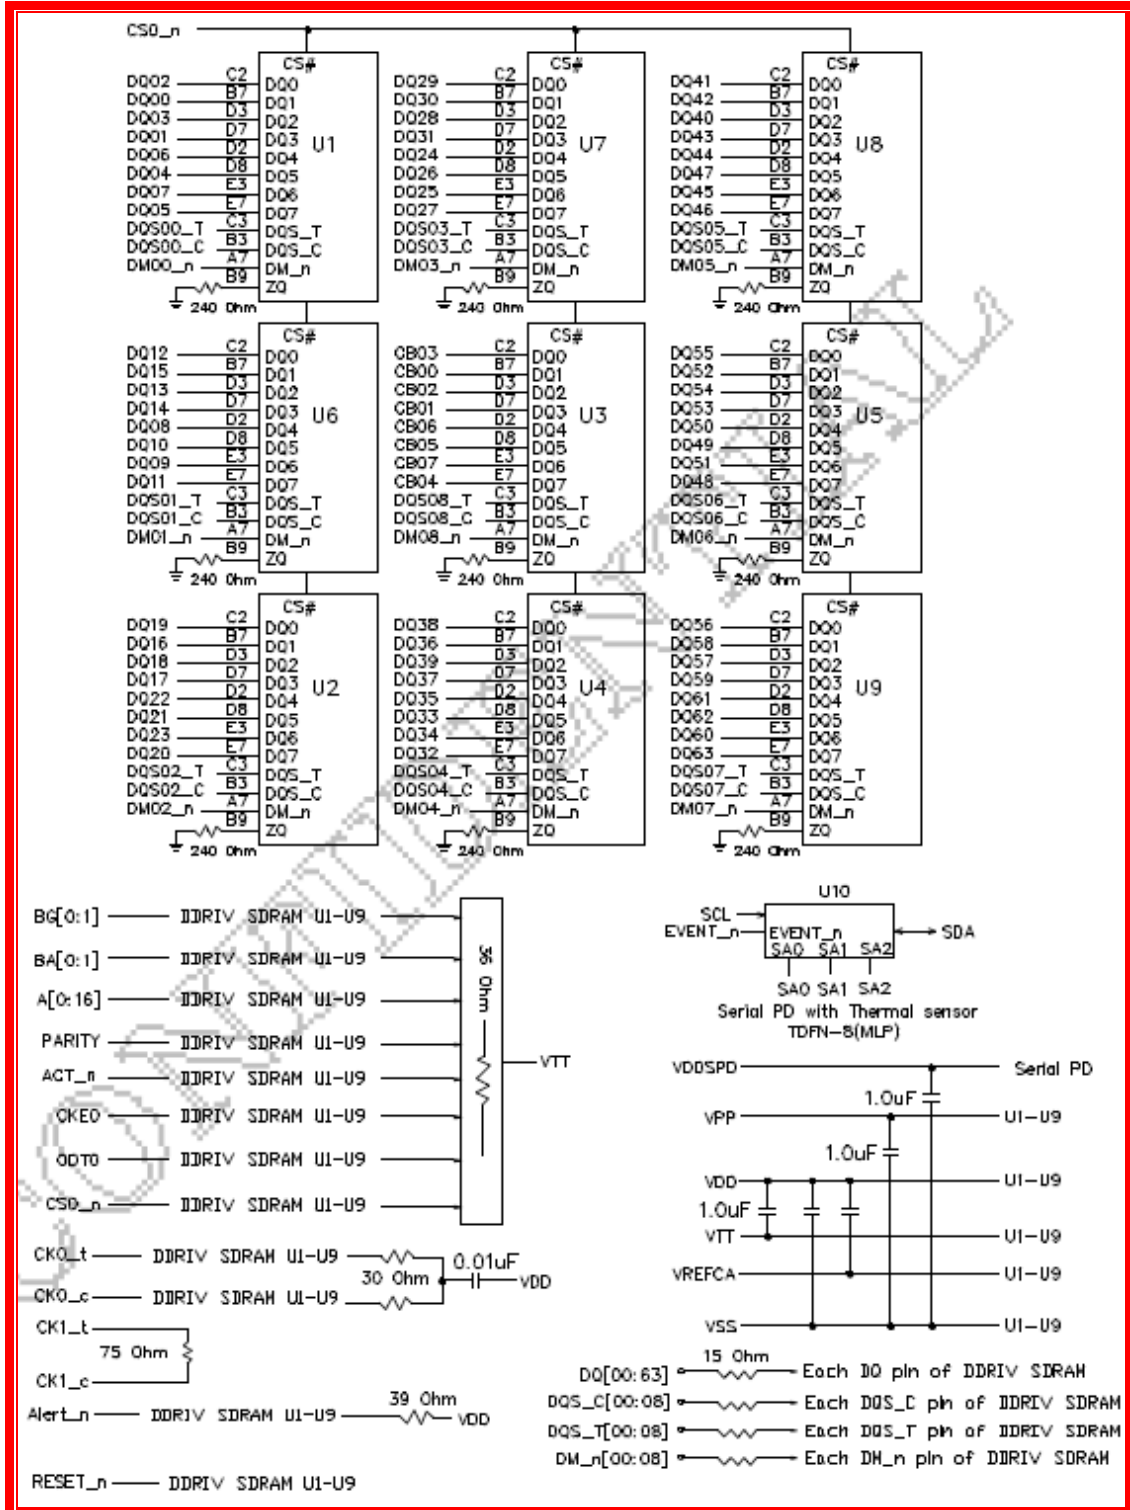 CS0_n
CS# CS# CS#
DQ02 C2 DQ0 DQ29 C2 DQ0 DQ41 C2 DQ0
DQ00 B7 DQ1 DQ30 B7 DQ1 DQ42 B7 DQ1
DQ03 D3 DQ2 DQ28 D3 DQ2 DQ40 D3 DQ2
DQ01 D7 DQ3 U1 DQ31 D7 DQ3 U7 DQ43 D7 DQ3 U8
DQ06 D2 DQ4 DQ24 D2 DQ4 DQ44 D2 DQ4
DQ04 D8 DQ5 DQ26 D8 DQ5 DQ47 D8 DQ5
DQ07 E3 DQ6 DQ25 E3 DQ6 DQ45 E3 DQ6
DQ05 E7 DQ7 DQ27 E7 DQ7 DQ46 E7 DQ7
DQS00_T C3 DQS_T DQS03_T C3 DQS_T DQS05_T C3 DQS_T
DQS00_C B3 DQS_C DQS03_C B3 DQS_C DQS05_C B3 DQS_C
DM00_n A7 DM_n DM03_n A7 DM_n DM05_n A7 DM_n
B9 ZQ B9 ZQ B9 ZQ
240 Ohm 240 Ohm 240 Ohm
CS# CS# CS#
DQ12 C2 DQ0 CB03 C2 DQ0 DQ55 C2 DQ0
DQ15 B7 DQ1 CB00 B7 DQ1 DQ52 B7 DQ1
DQ13 D3 DQ2 CB02 D3 DQ2 DQ54 D3 DQ2
DQ14 D7 DQ3 U6 CB01 D7 DQ3 U3 DQ53 D7 DQ3 U5
DQ08 D2 DQ4 CB06 D2 DQ4 DQ50 D2 DQ4
DQ10 D8 DQ5 CB05 D8 DQ5 DQ49 D8 DQ5
DQ09 E3 DQ6 CB07 E3 DQ6 DQ51 E3 DQ6
DQ11 E7 DQ7 CB04 E7 DQ7 DQ48 E7 DQ7
DQS01_T C3 DQS_T DQS08_T C3 DQS_T DQS06_T C3 DQS_T
DQS01_C B3 DQS_C DQS08_C B3 DQS_C DQS06_C B3 DQS_C
DM01_n A7 DM_n DM08_n A7 DM_n DM06_n A7 DM_n
B9 ZQ B9 ZQ B9 ZQ
240 Ohm 240 Ohm 240 Ohm
CS# CS# CS#
DQ19 C2 DQ0 DQ38 C2 DQ0 DQ56 C2 DQ0
DQ16 B7 DQ1 DQ36 B7 DQ1 DQ58 B7 DQ1
DQ18 D3 DQ2 DQ39 D3 DQ2 DQ57 D3 DQ2
DQ17 D7 DQ3 U2 DQ37 D7 DQ3 U4 DQ59 D7 DQ3 U9
DQ22 D2 DQ4 DQ35 D2 DQ4 DQ61 D2 DQ4
DQ21 D8 DQ5 DQ33 D8 DQ5 DQ62 D8 DQ5
DQ23 E3 DQ6 DQ34 E3 DQ6 DQ60 E3 DQ6
DQ20 E7 DQ7 DQ32 E7 DQ7 DQ63 E7 DQ7
DQS02_T C3 DQS_T DQS04_T C3 DQS_T DQS07_T C3 DQS_T
DQS02_C B3 DQS_C DQS04_C B3 DQS_C DQS07_C B3 DQS_C
DM02_n A7 DM_n DM04_n A7 DM_n DM07_n A7 DM_n
B9 ZQ B9 ZQ B9 ZQ
240 Ohm 240 Ohm 240 Ohm
BG[0:1] DDRIV SDRAM U1-U9
BA[0:1] DDRIV SDRAM U1-U9
A[0:16] DDRIV SDRAM U1-U9
PARITY DDRIV SDRAM U1-U9
ACT_n DDRIV SDRAM U1-U9
CKE0 DDRIV SDRAM U1-U9
ODT0 DDRIV SDRAM U1-U9
CS0_n DDRIV SDRAM U1-U9
36 Ohm
VTT
CK0_t DDRIV SDRAM U1-U9
30 Ohm 0.01uF VDD
CK0_c DDRIV SDRAM U1-U9
CK1_t
75 Ohm
CK1_c
Alert_n DDRIV SDRAM U1-U9 39 Ohm VDD
RESET_n DDRIV SDRAM U1-U9
U10
SCL
EVENT_n EVENT_n SDA
SA0 SA1 SA2
SA0 SA1 SA2
Serial PD with Thermal sensor
TDFN-8(MLP)
VDDSPD Serial PD
1.0uF
VPP U1-U9
1.0uF
VDD U1-U9
1.0uF
VTT U1-U9
VREFCA U1-U9
VSS U1-U9
15 Ohm
DQ[00:63] Each DQ pin of DDRIV SDRAM
DQS_C[00:08] Each DQS_C pin of DDRIV SDRAM
DQS_T[00:08] Each DQS_T pin of DDRIV SDRAM
DM_n[00:08] Each DM_n pin of DDRIV SDRAM
CONFIDENTIAL